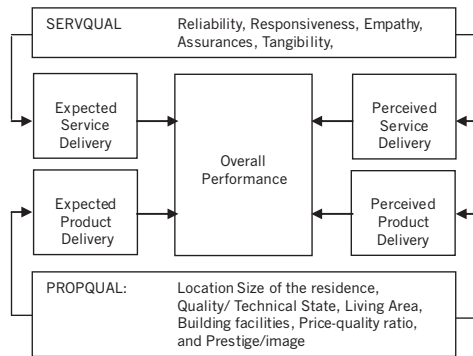 SERVQUAL Reliability, Responsiveness, Empathy,
Assurances, Tangibility,
Expected
Service
Delivery
Perceived
Service
Delivery
Overall
Performance
Expected
Product
Delivery
Perceived
Product
Delivery
PROPQUAL: Location Size of the residence,
Quality/ Technical State, Living Area,
Building facilities, Price-quality ratio,
and Prestige/image